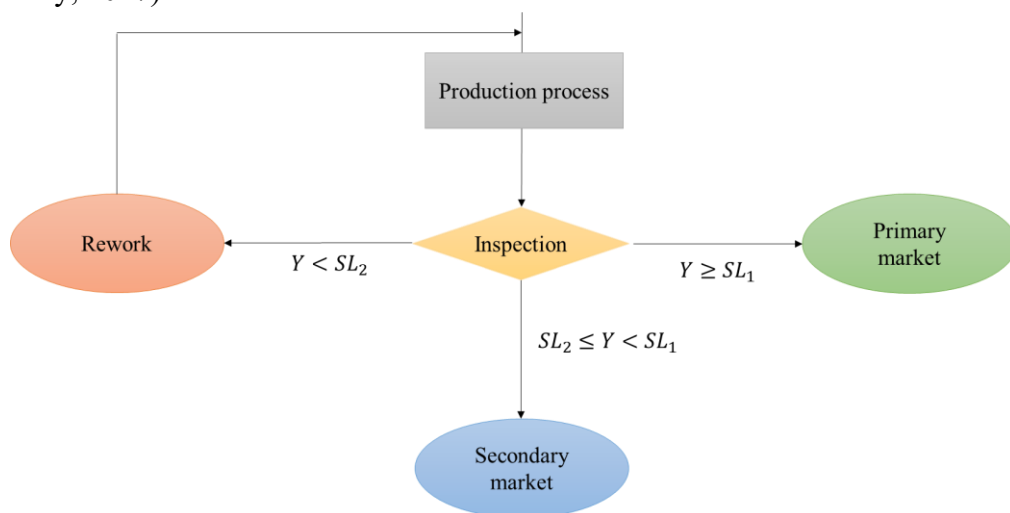 Production process
Rework
Inspection
Primary
market
Y < SL₂
Y ≥ SL₁
SL₂ ≤ Y < SL₁
Secondary
market